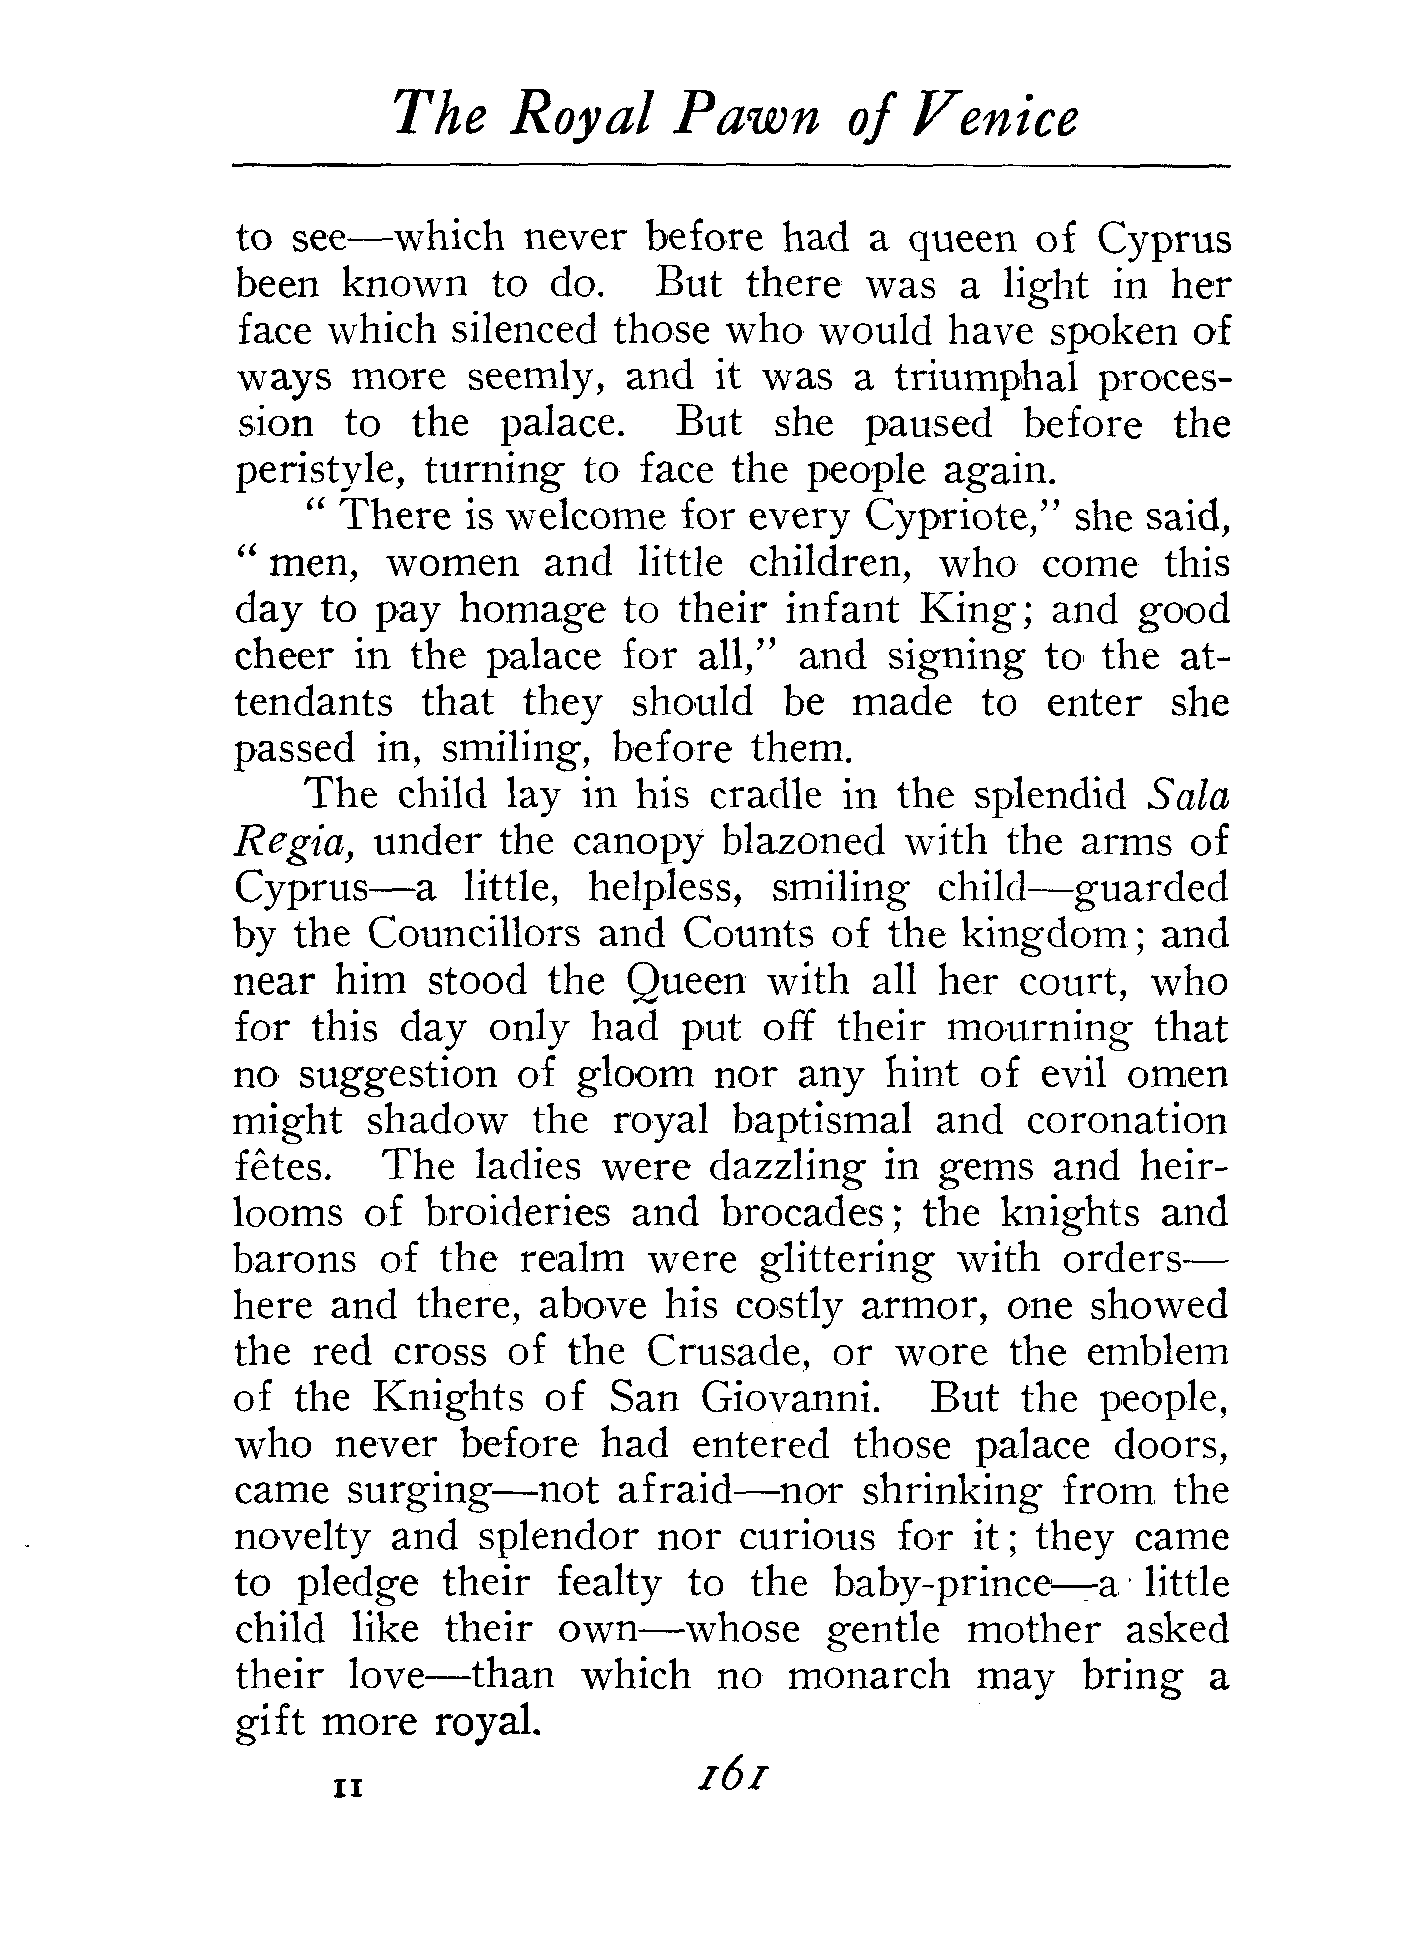 The Royal Pawn of Venice
to see—which never before had a queen of Cyprus
been known to do. But there was a light in her
face which silenced those who would have spoken of
ways more seemly, and it was a triumphal proces-
sion to the palace. But she paused before the
peristyle, turning to face the people again.
“ There is welcome for every Cypriote,” she said,
“ men, women and little children, who come this
day to pay homage to their infant King; and good
cheer in the palace for all,” and signing to the at-
tendants that they should be made to enter she
passed in, smiling, before them.
The child lay in his cradle in the splendid Sala
Regia, under the canopy blazoned with the arms of
Cyprus—a little, helpless, smiling child—guarded
by the Councillors and Counts of the kingdom; and
near him stood the Queen with all her court, who
for this day only had put off their mourning that
no suggestion of gloom nor any hint of evil omen
might shadow the royal baptismal and coronation
fêtes. The ladies were dazzling in gems and heir-
looms of broideries and brocades; the knights and
barons of the realm were glittering with orders—
here and there, above his costly armor, one showed
the red cross of the Crusade, or wore the emblem
of the Knights of San Giovanni. But the people,
who never before had entered those palace doors,
came surging—not afraid—nor shrinking from the
novelty and splendor nor curious for it; they came
to pledge their fealty to the baby-prince—a little
child like their own—whose gentle mother asked
their love—than which no monarch may bring a
gift more royal.
11 161